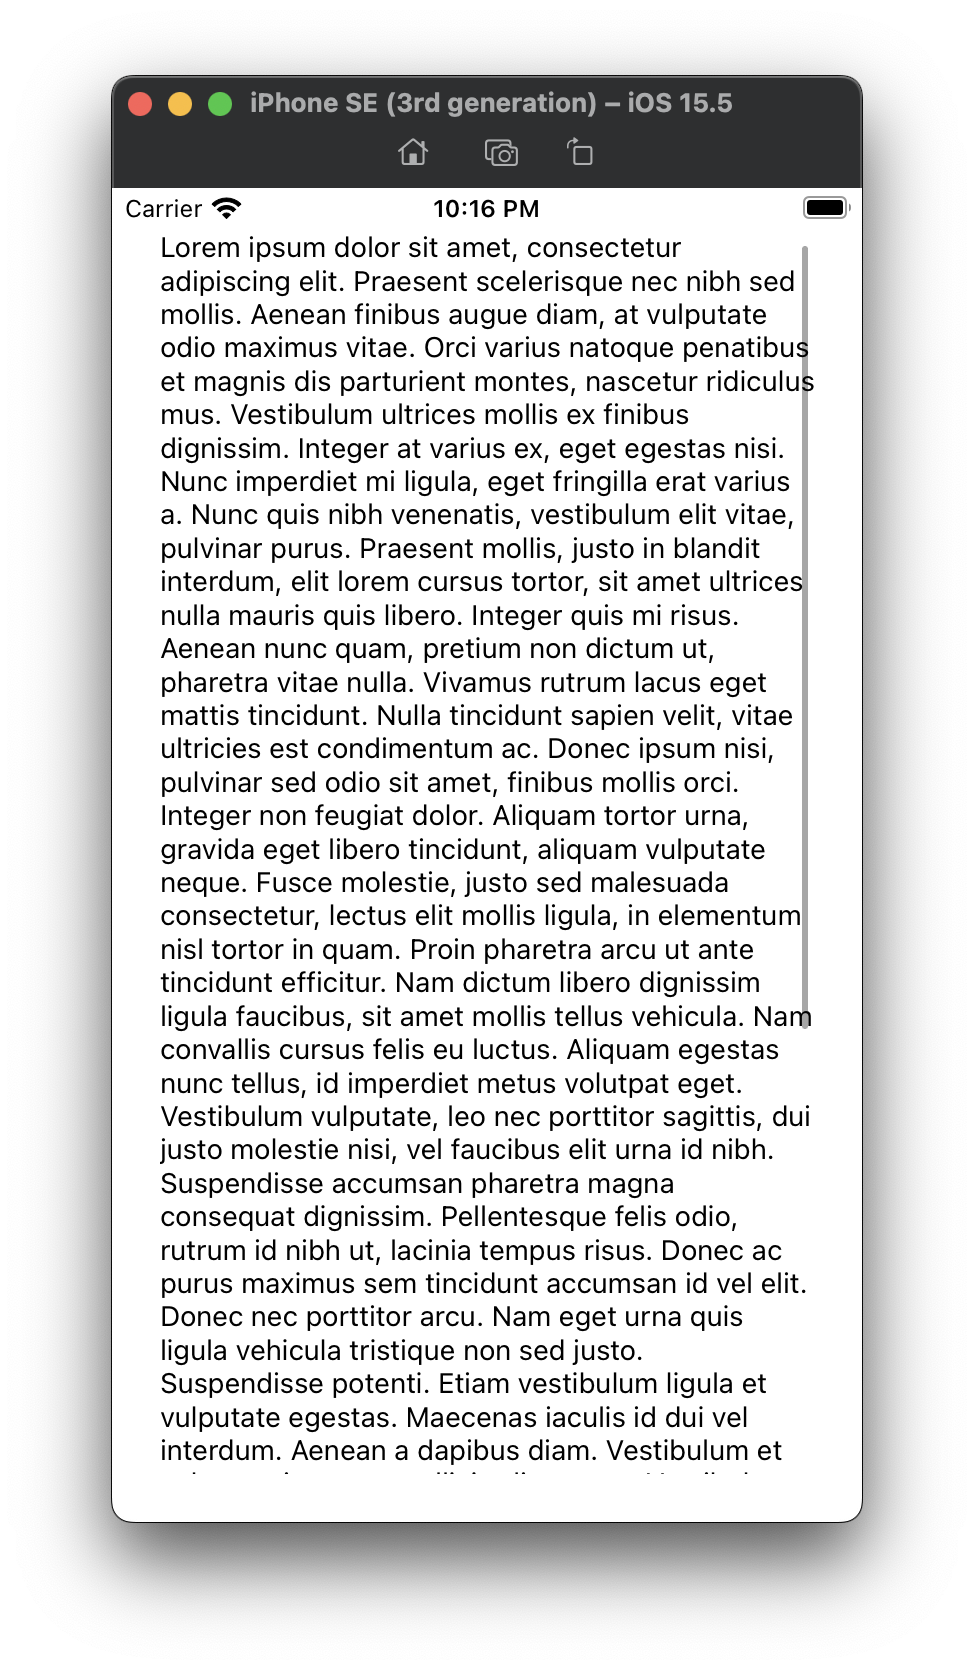 iPhone SE (3rd generation) – iOS 15.5
Carrier 10:16 PM
Lorem ipsum dolor sit amet, consectetur
adipiscing elit. Praesent scelerisque nec nibh sed
mollis. Aenean finibus augue diam, at vulputate
odio maximus vitae. Orci varius natoque penatibus
et magnis dis parturient montes, nascetur ridiculus
mus. Vestibulum ultrices mollis ex finibus
dignissim. Integer at varius ex, eget egestas nisi.
Nunc imperdiet mi ligula, eget fringilla erat varius
a. Nunc quis nibh venenatis, vestibulum elit vitae,
pulvinar purus. Praesent mollis, justo in blandit
interdum, elit lorem cursus tortor, sit amet ultrices
nulla mauris quis libero. Integer quis mi risus.
Aenean nunc quam, pretium non dictum ut,
pharetra vitae nulla. Vivamus rutrum lacus eget
mattis tincidunt. Nulla tincidunt sapien velit, vitae
ultricies est condimentum ac. Donec ipsum nisi,
pulvinar sed odio sit amet, finibus mollis orci.
Integer non feugiat dolor. Aliquam tortor urna,
gravida eget libero tincidunt, aliquam vulputate
neque. Fusce molestie, justo sed malesuada
consectetur, lectus elit mollis ligula, in elementum
nisl tortor in quam. Proin pharetra arcu ut ante
tincidunt efficitur. Nam dictum libero dignissim
ligula faucibus, sit amet mollis tellus vehicula. Nam
convallis cursus felis eu luctus. Aliquam egestas
nunc tellus, id imperdiet metus volutpat eget.
Vestibulum vulputate, leo nec porttitor sagittis, dui
justo molestie nisi, vel faucibus elit urna id nibh.
Suspendisse accumsan pharetra magna
consequat dignissim. Pellentesque felis odio,
rutrum id nibh ut, lacinia tempus risus. Donec ac
purus maximus sem tincidunt accumsan id vel elit.
Donec nec porttitor arcu. Nam eget urna quis
ligula vehicula tristique non sed justo.
Suspendisse potenti. Etiam vestibulum ligula et
vulputate egestas. Maecenas iaculis id dui vel
interdum. Aenean a dapibus diam. Vestibulum et